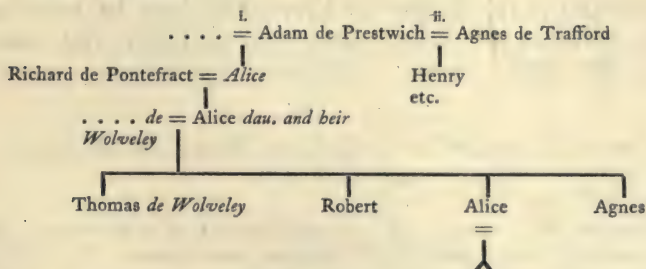 i. ii.
. . . . = Adam de Prestwich = Agnes de Trafford
Richard de Pontefract = Alice Henry
etc.
. . . . de = Alice dau. and heir
Wolveley
Thomas de Wolveley Robert Alice Agnes
=